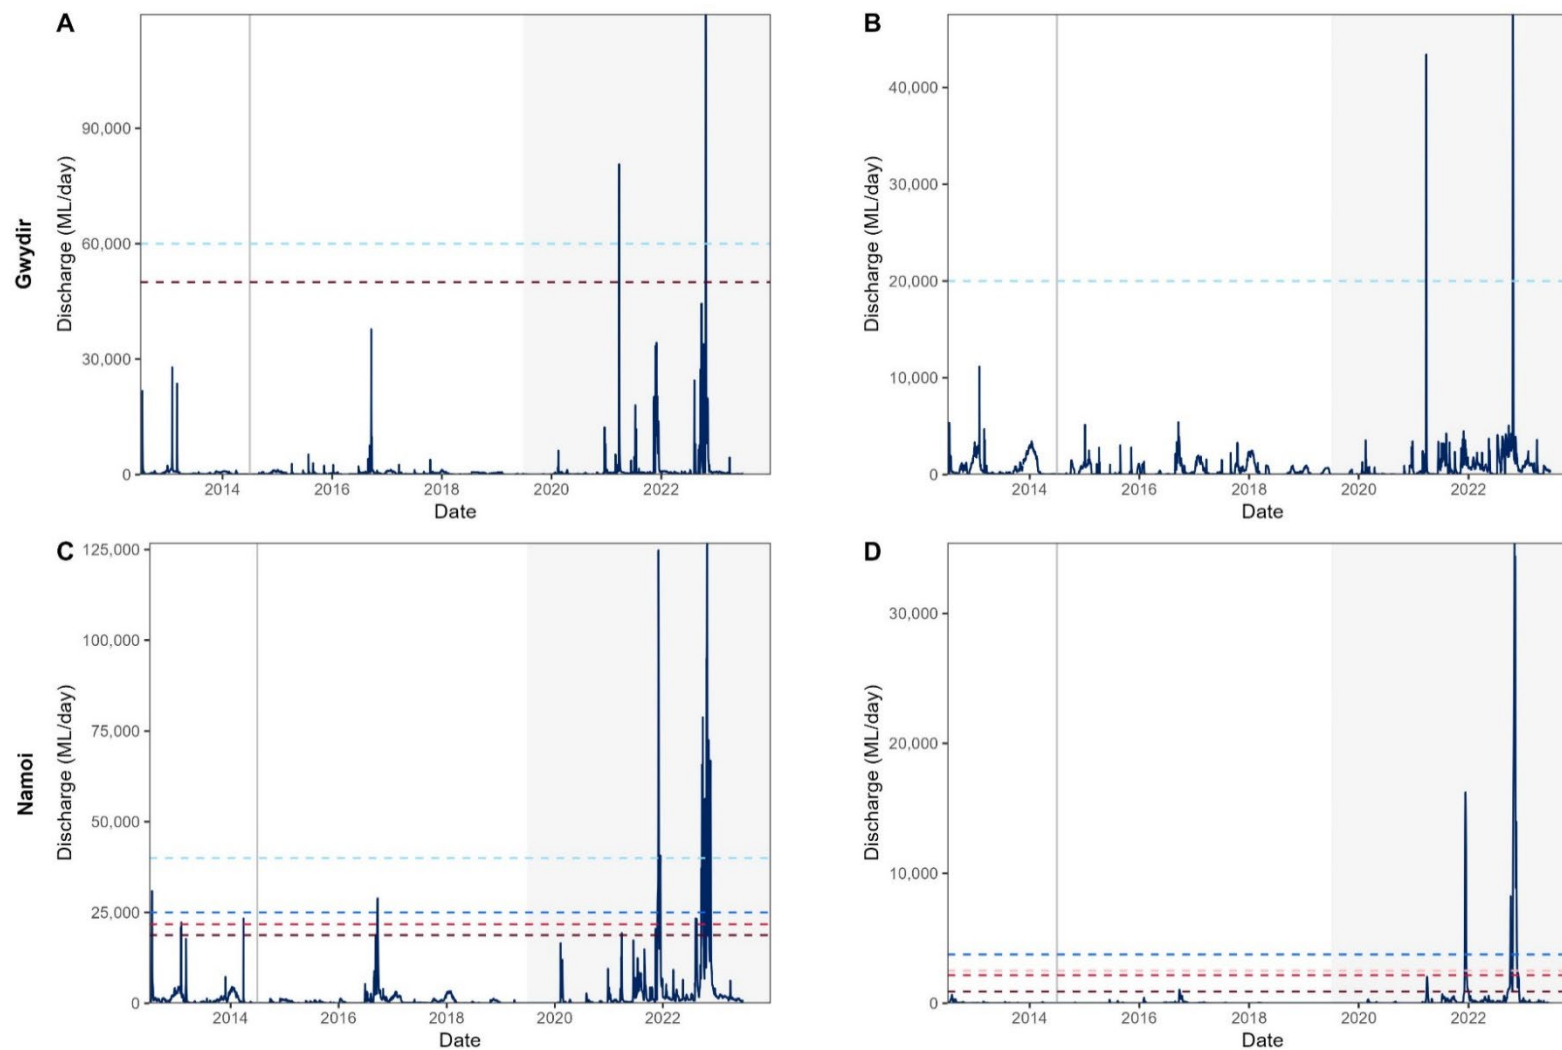 A
B
Gwydir
Discharge (ML/day)
90,000
60,000
30,000
0
2014
2016
2018
2020
2022
Date
Discharge (ML/day)
40,000
30,000
20,000
10,000
0
2014
2016
2018
2020
2022
Date
C
D
Namoi
Discharge (ML/day)
125,000
100,000
75,000
50,000
25,000
0
2014
2016
2018
2020
2022
Date
Discharge (ML/day)
30,000
20,000
10,000
0
2014
2016
2018
2020
2022
Date